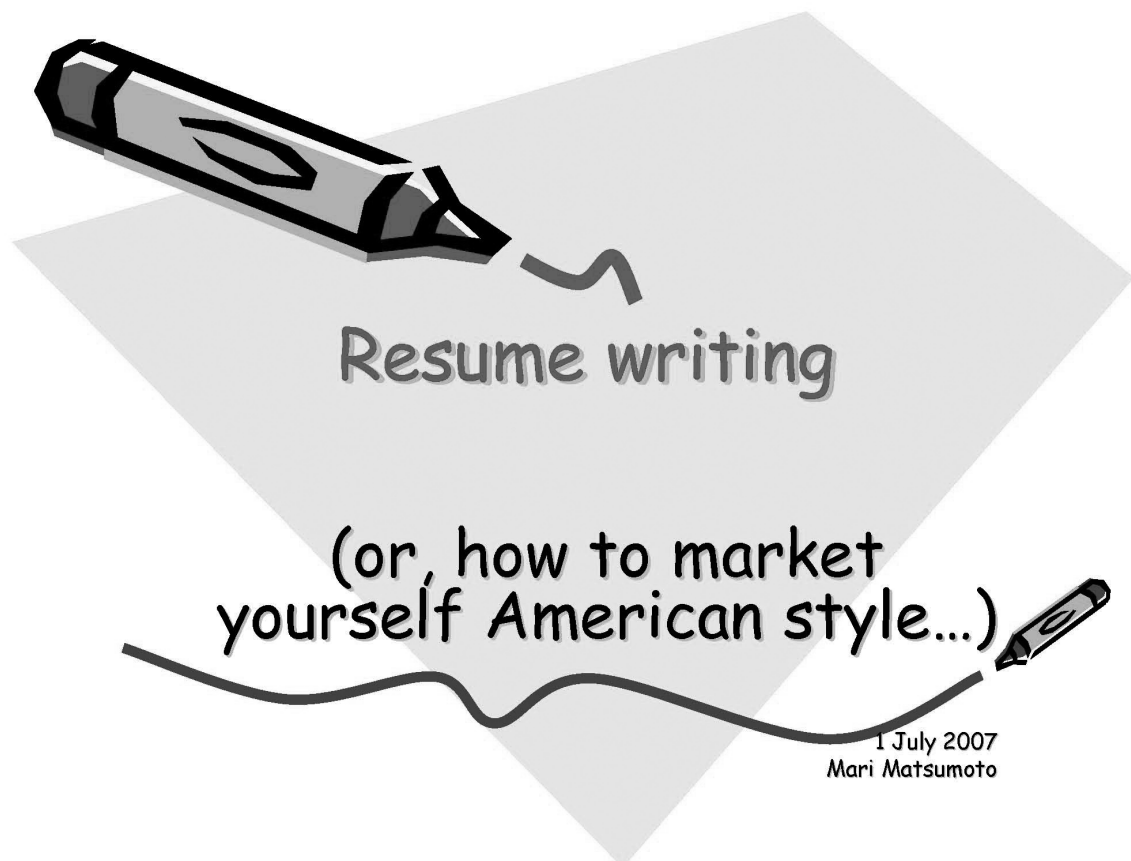 Resume writing
(or, how to market
yourself American style...)
1 July 2007
Mari Matsumoto